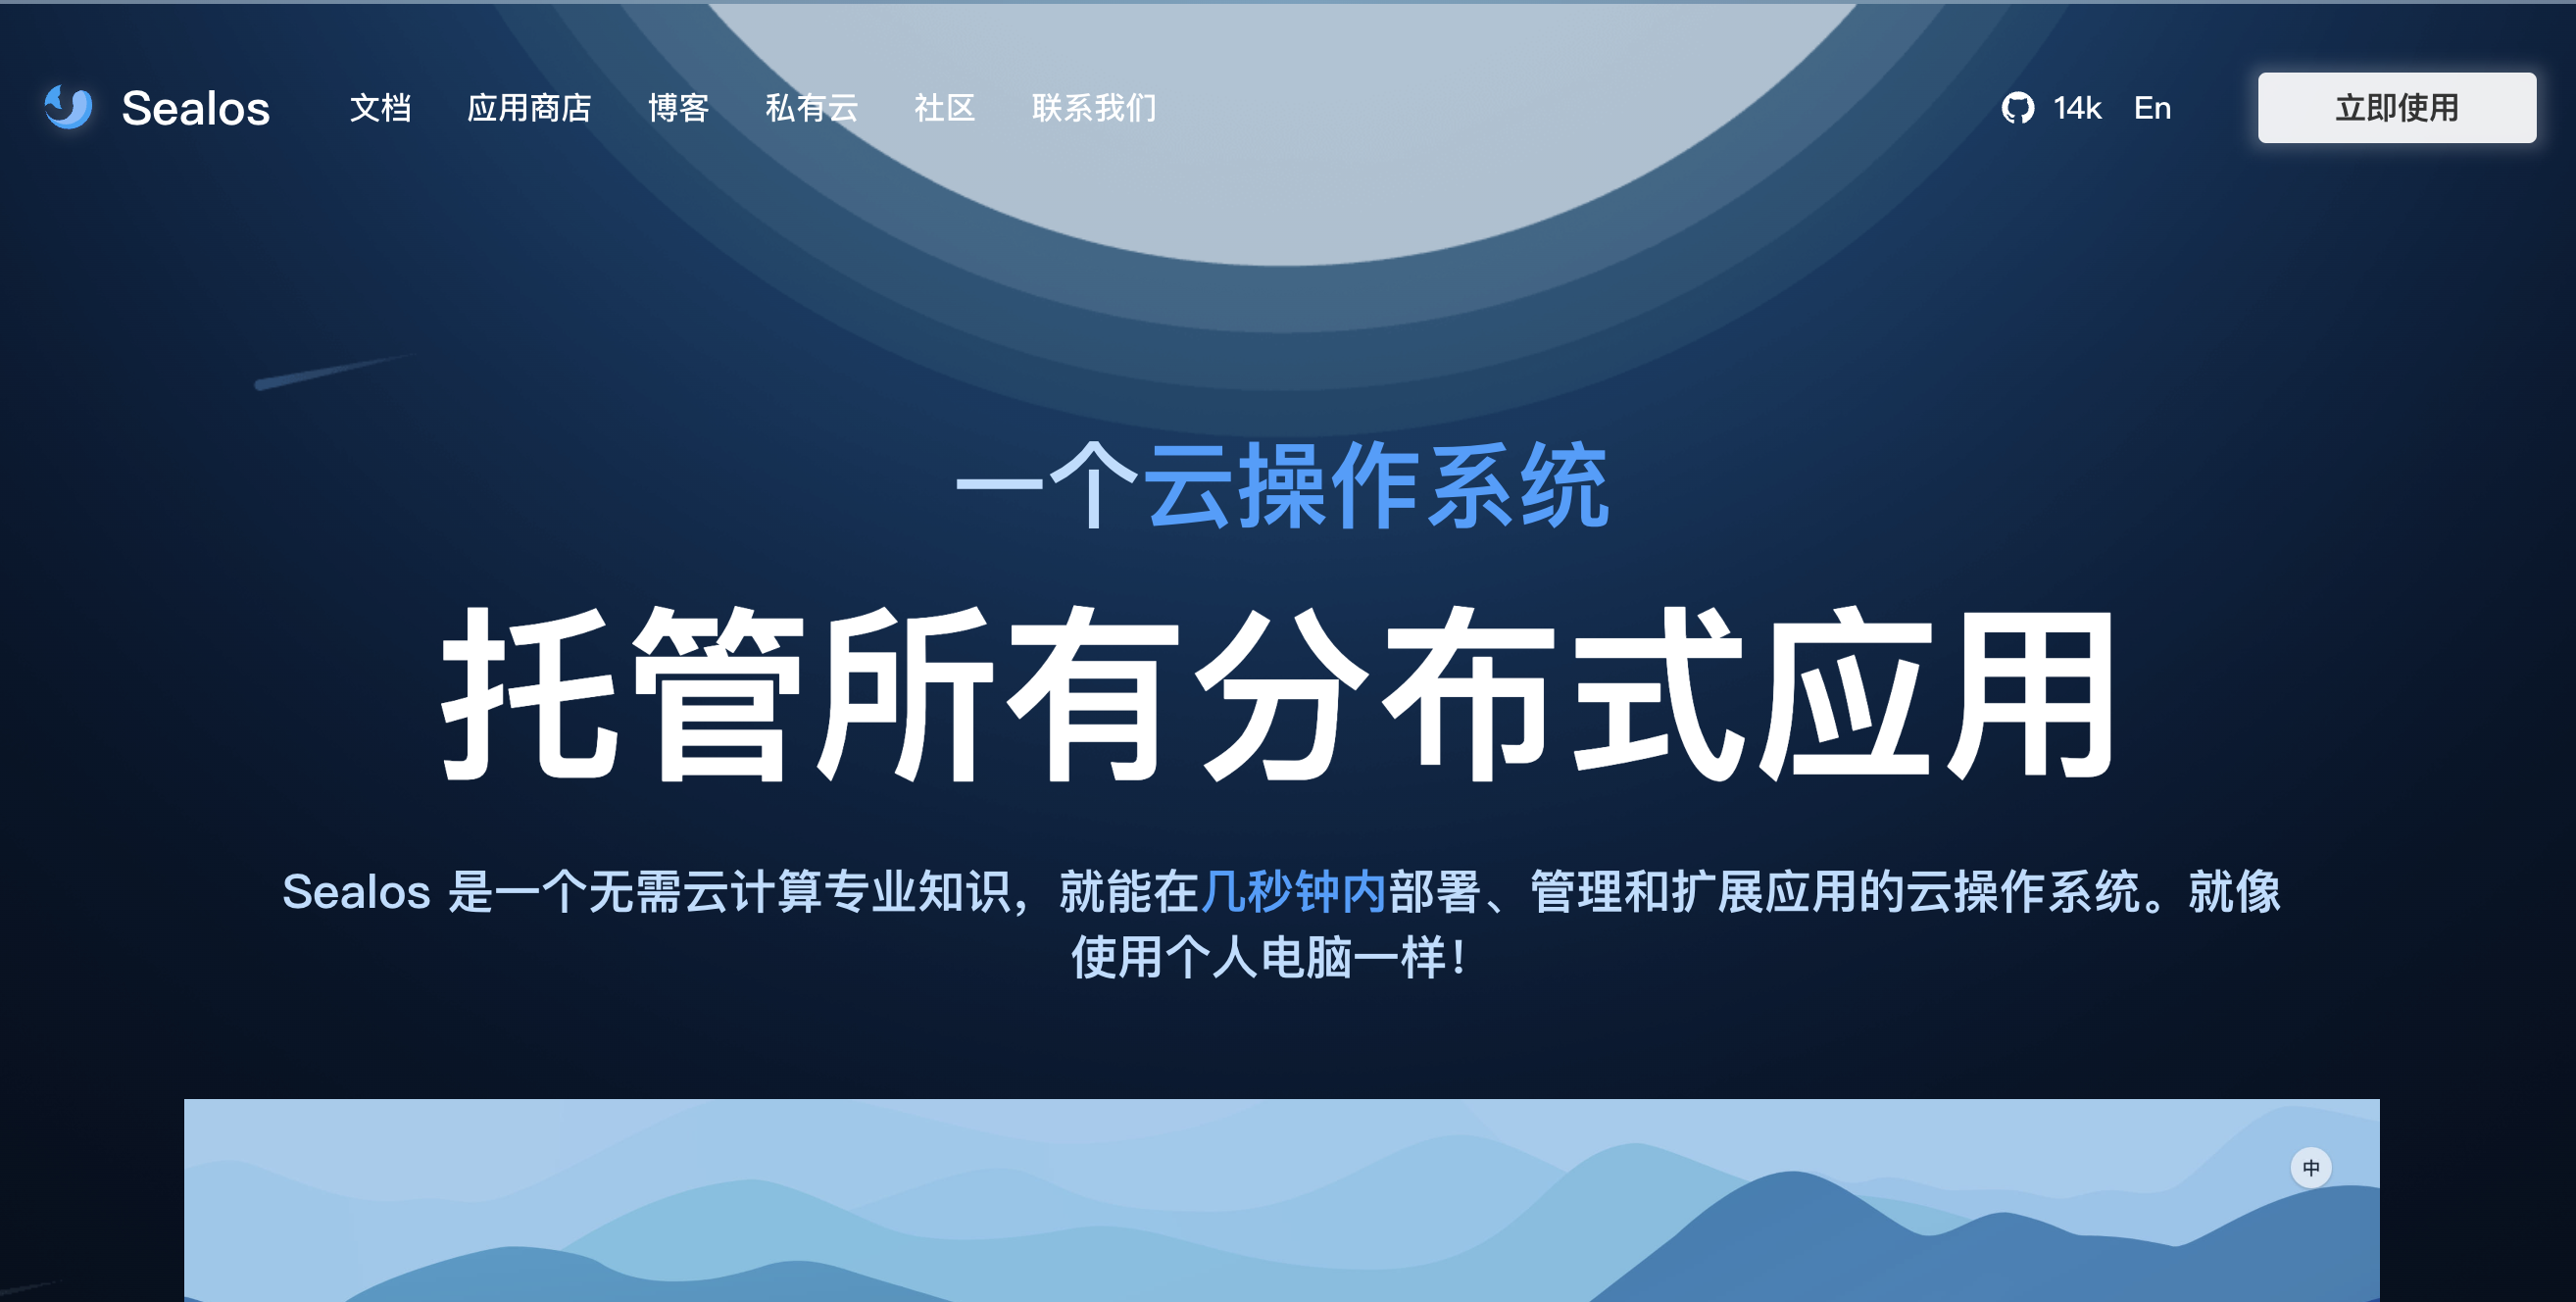 Sealos 文档 应用商店 博客 私有云 社区 联系我们 14k En 立即使用
一个云操作系统
托管所有分布式应用
Sealos 是一个无需云计算专业知识，就能在几秒钟内部署、管理和扩展应用的云操作系统。就像
使用个人电脑一样！
中